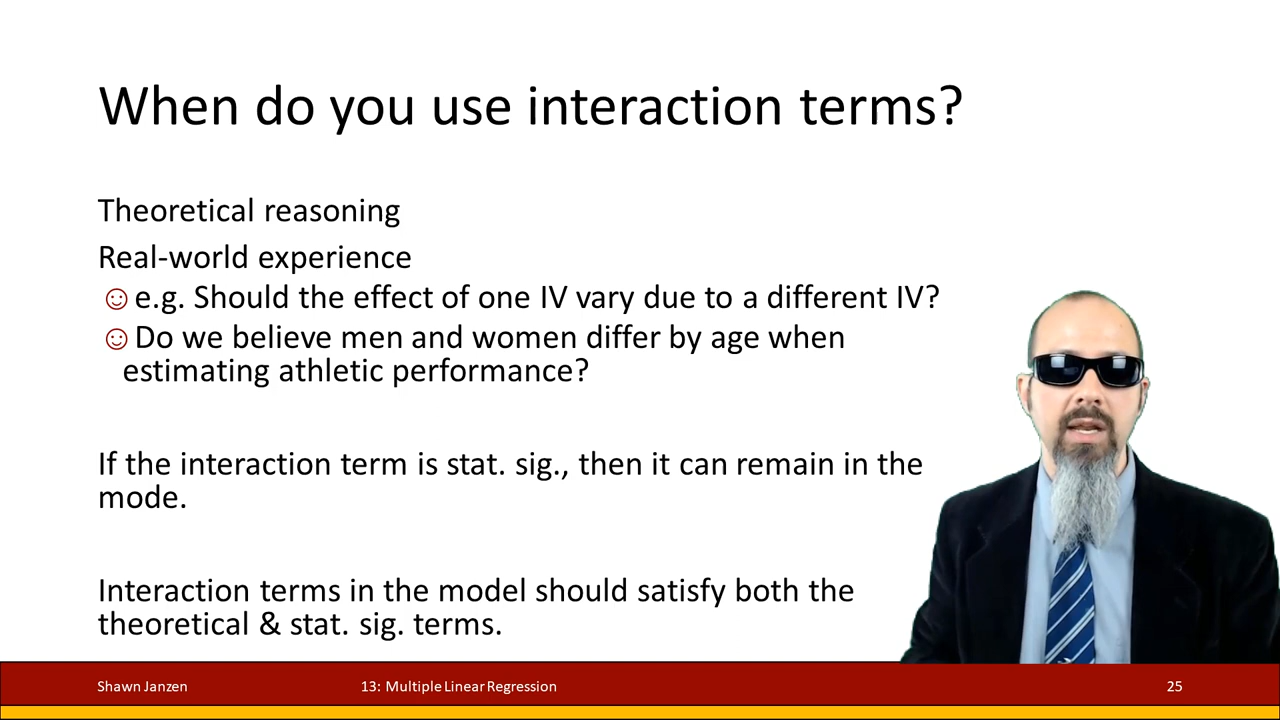 When do you use interaction terms?
Theoretical reasoning
Real-world experience
e.g. Should the effect of one IV vary due to a different IV?
Do we believe men and women differ by age when
estimating athletic performance?
If the interaction term is stat. sig., then it can remain in the
mode.
Interaction terms in the model should satisfy both the
theoretical & stat. sig. terms.
Shawn Janzen
13: Multiple Linear Regression
25